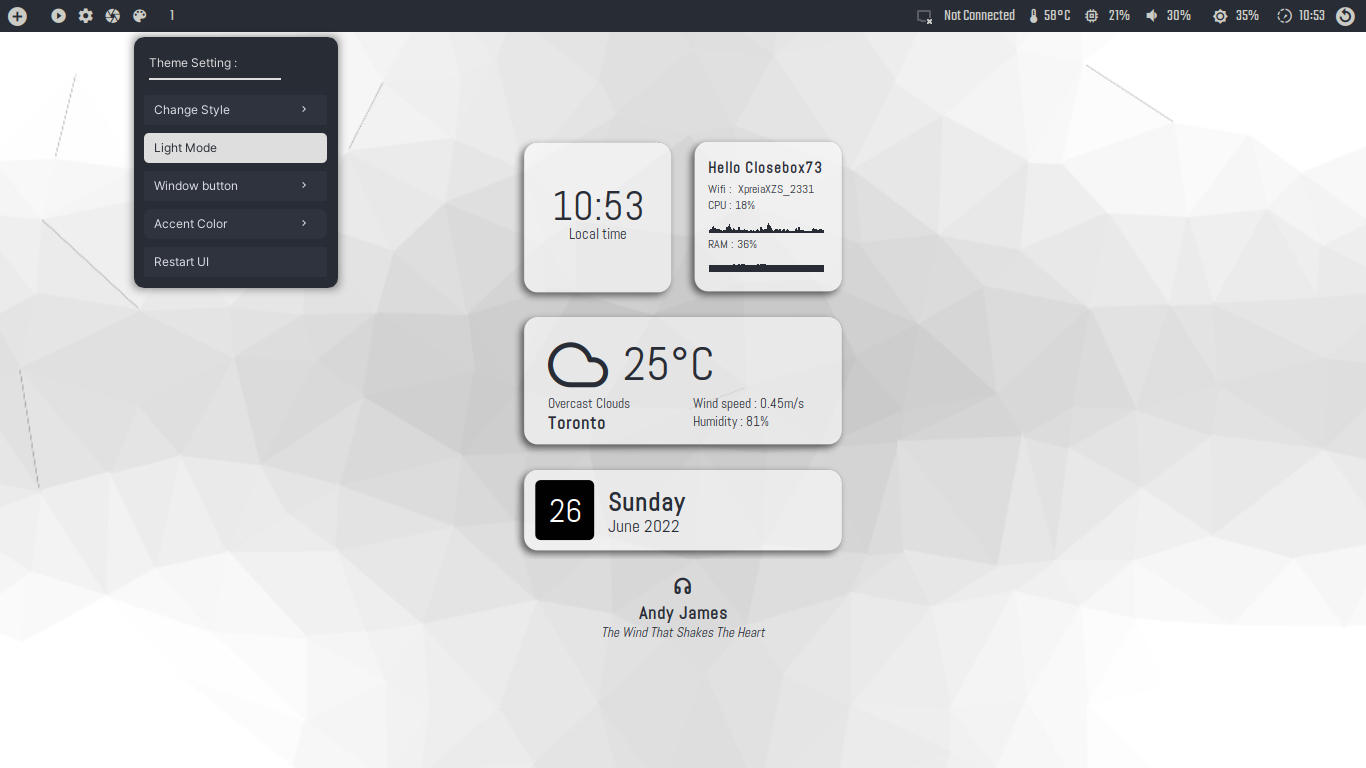 1
Not Connected 58°C 21% 30% 35% 10:53
Theme Setting :
Change Style
Light Mode
Window button
Accent Color
Restart UI
10:53
Local time
Hello Closebox73
Wifi : XpreiaXZS_2331
CPU : 18%
RAM : 36%
25°C
Overcast Clouds
Toronto
Wind speed : 0.45m/s
Humidity : 81%
26
Sunday
June 2022
Andy James
The Wind That Shakes The Heart